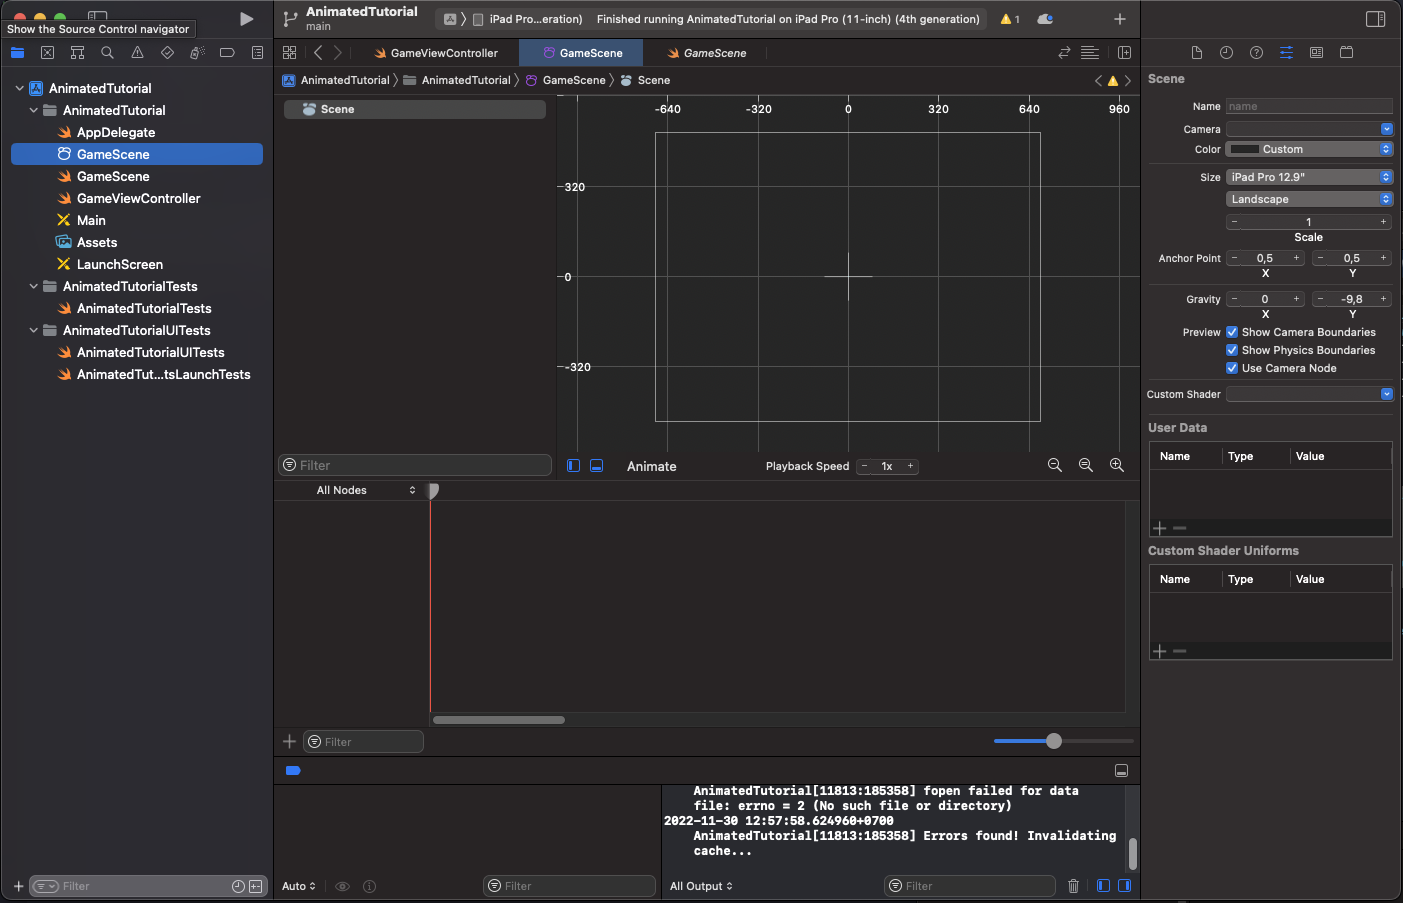 AnimatedTutorial
main
Show the Source Control navigator
iPad Pro...eration)
Finished running AnimatedTutorial on iPad Pro (11-inch) (4th generation)
1
GameViewController
GameScene
GameScene
AnimatedTutorial
AnimatedTutorial
GameScene
Scene
AnimatedTutorial
AnimatedTutorial
AppDelegate
GameScene
GameScene
GameViewController
Main
Assets
LaunchScreen
AnimatedTutorialTests
AnimatedTutorialTests
AnimatedTutorialUITests
AnimatedTutorialUITests
AnimatedTut...tsLaunchTests
Filter
Scene
-640
-320
0
320
640
960
320
0
-320
Filter
Animate
Playback Speed
1x
All Nodes
Filter
AnimatedTutorial[11813:185358] fopen failed for data
file: errno = 2 (No such file or directory)
2022-11-30 12:57:58.624960+0700
AnimatedTutorial[11813:185358] Errors found! Invalidating
cache...
Auto
Filter
All Output
Filter
Scene
Name
name
Camera
Color
Custom
Size
iPad Pro 12.9"
Landscape
1
Scale
Anchor Point
0,5
0,5
X
Y
Gravity
0
-9,8
X
Y
Preview
Show Camera Boundaries
Show Physics Boundaries
Use Camera Node
Custom Shader
User Data
Name
Type
Value
Custom Shader Uniforms
Name
Type
Value